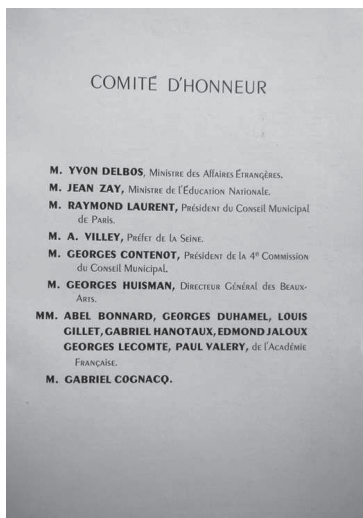 COMITÉ D'HONNEUR
M. YVON DELBOS, Ministre des Affaires Étrangères.
M. JEAN ZAY, Ministre de l'Éducation Nationale.
M. RAYMOND LAURENT, Président du Conseil Municipal
de Paris.
M. A. VILLEY, Préfet de la Seine.
M. GEORGES CONTENOT, Président de la 4e Commission
du Conseil Municipal.
M. GEORGES HUISMAN, Directeur Général des Beaux-
Arts.
MM. ABEL BONNARD, GEORGES DUHAMEL, LOUIS
GILLET, GABRIEL HANOTAUX, EDMOND JALOUX
GEORGES LECOMTE, PAUL VALERY, de l'Académie
Française.
M. GABRIEL COGNACQ.